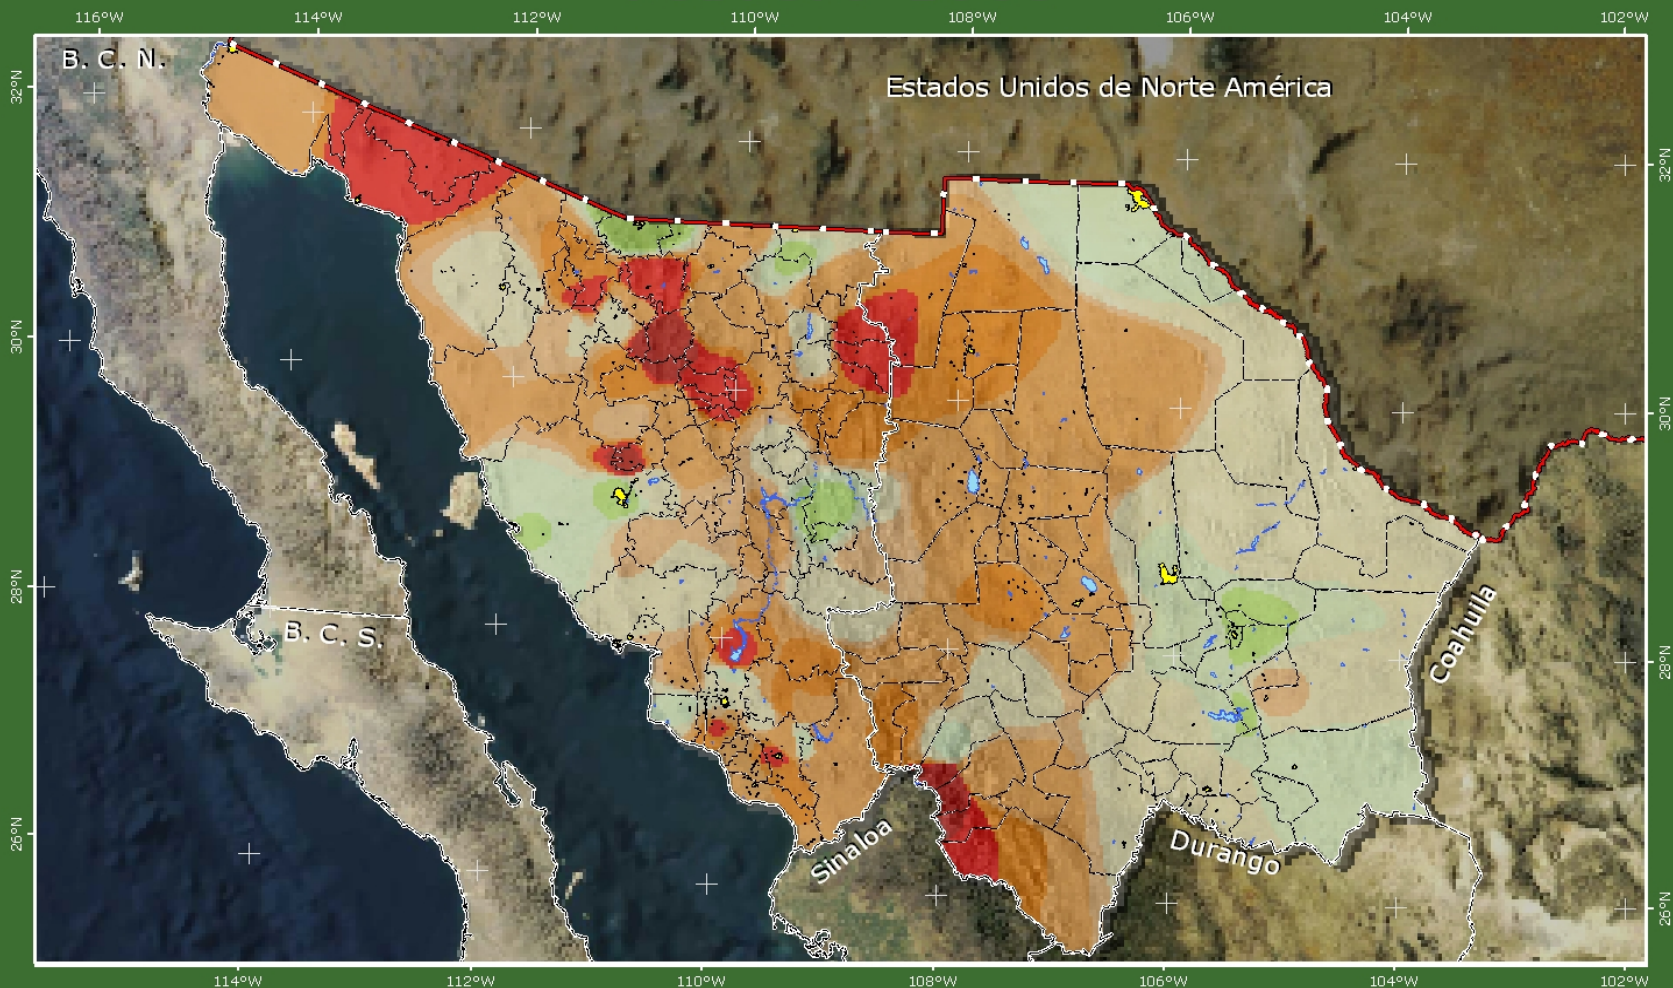 116°W 114°W 112°W 110°W 108°W 106°W 104°W 102°W
B. C. N.
Estados Unidos de Norte América
32°N
32°N
30°N
30°N
28°N
28°N
B. C. S.
Coahuila
26°N
Sinaloa
Durango
26°N
114°W 112°W 110°W 108°W 106°W 104°W 102°W